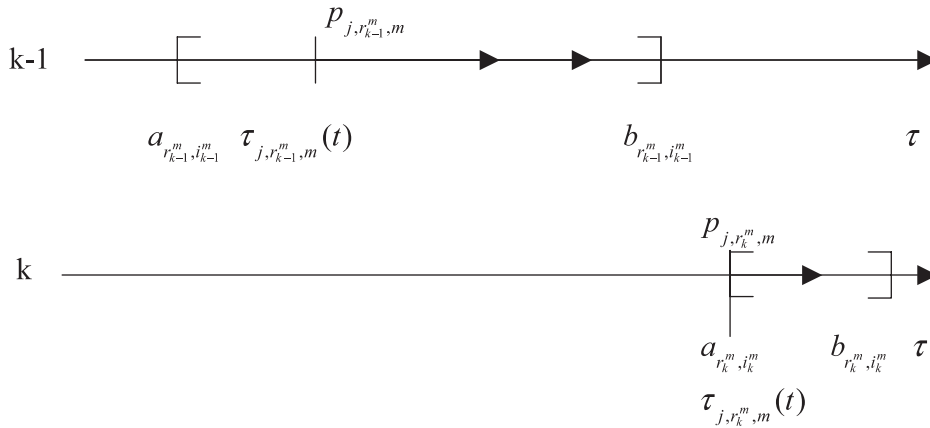 p_{j,r_{k-1}^m,m}
k-1
a_{r_{k-1}^m,i_{k-1}^m} τ_{j,r_{k-1}^m,m}(t) b_{r_{k-1}^m,i_{k-1}^m} τ
p_{j,r_k^m,m}
k
a_{r_k^m,i_k^m} b_{r_k^m,i_k^m} τ
τ_{j,r_k^m,m}(t)